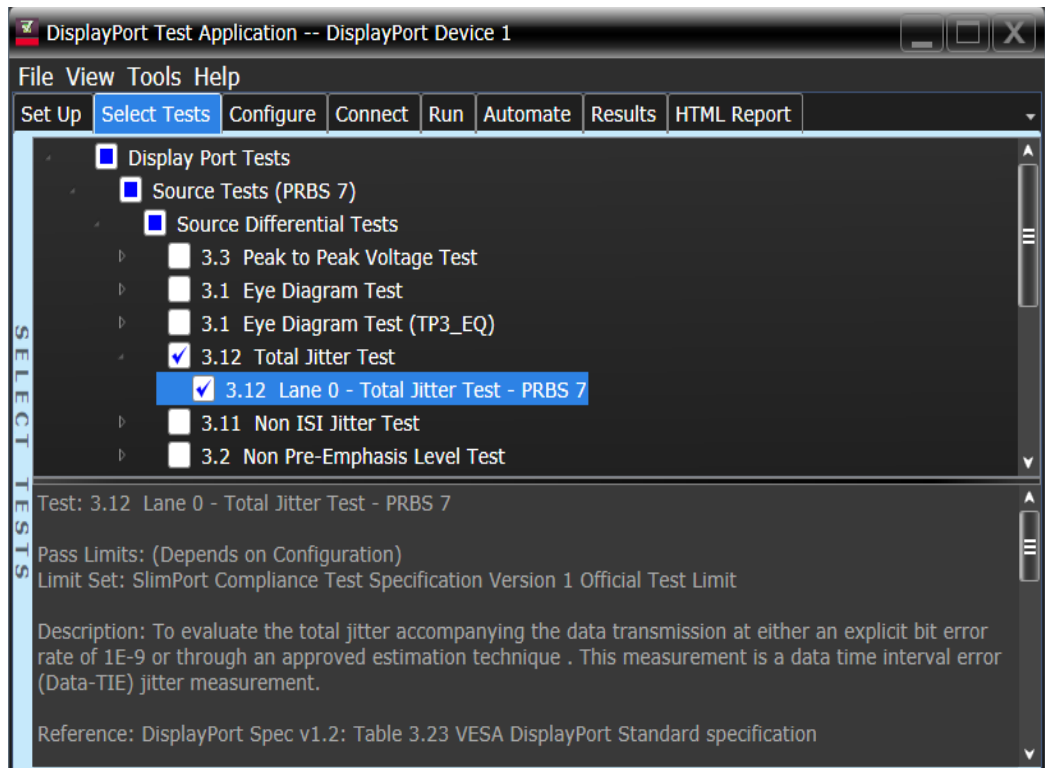 DisplayPort Test Application -- DisplayPort Device 1
File View Tools Help
Set Up Select Tests Configure Connect Run Automate Results HTML Report
SELECT TESTS
Display Port Tests
Source Tests (PRBS 7)
Source Differential Tests
3.3 Peak to Peak Voltage Test
3.1 Eye Diagram Test
3.1 Eye Diagram Test (TP3_EQ)
3.12 Total Jitter Test
3.12 Lane 0 - Total Jitter Test - PRBS 7
3.11 Non ISI Jitter Test
3.2 Non Pre-Emphasis Level Test
Test: 3.12 Lane 0 - Total Jitter Test - PRBS 7
Pass Limits: (Depends on Configuration)
Limit Set: SlimPort Compliance Test Specification Version 1 Official Test Limit
Description: To evaluate the total jitter accompanying the data transmission at either an explicit bit error
rate of 1E-9 or through an approved estimation technique . This measurement is a data time interval error
(Data-TIE) jitter measurement.
Reference: DisplayPort Spec v1.2: Table 3.23 VESA DisplayPort Standard specification